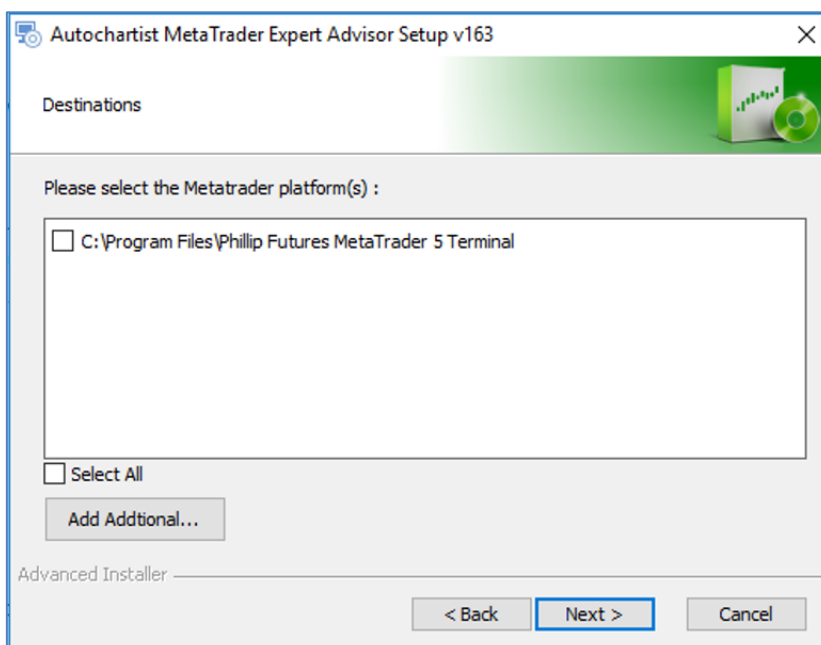 Autochartist MetaTrader Expert Advisor Setup v163
Destinations
Please select the Metatrader platform(s) :
C:\Program Files\Phillip Futures MetaTrader 5 Terminal
Select All
Add Addtional...
Advanced Installer
< Back Next > Cancel